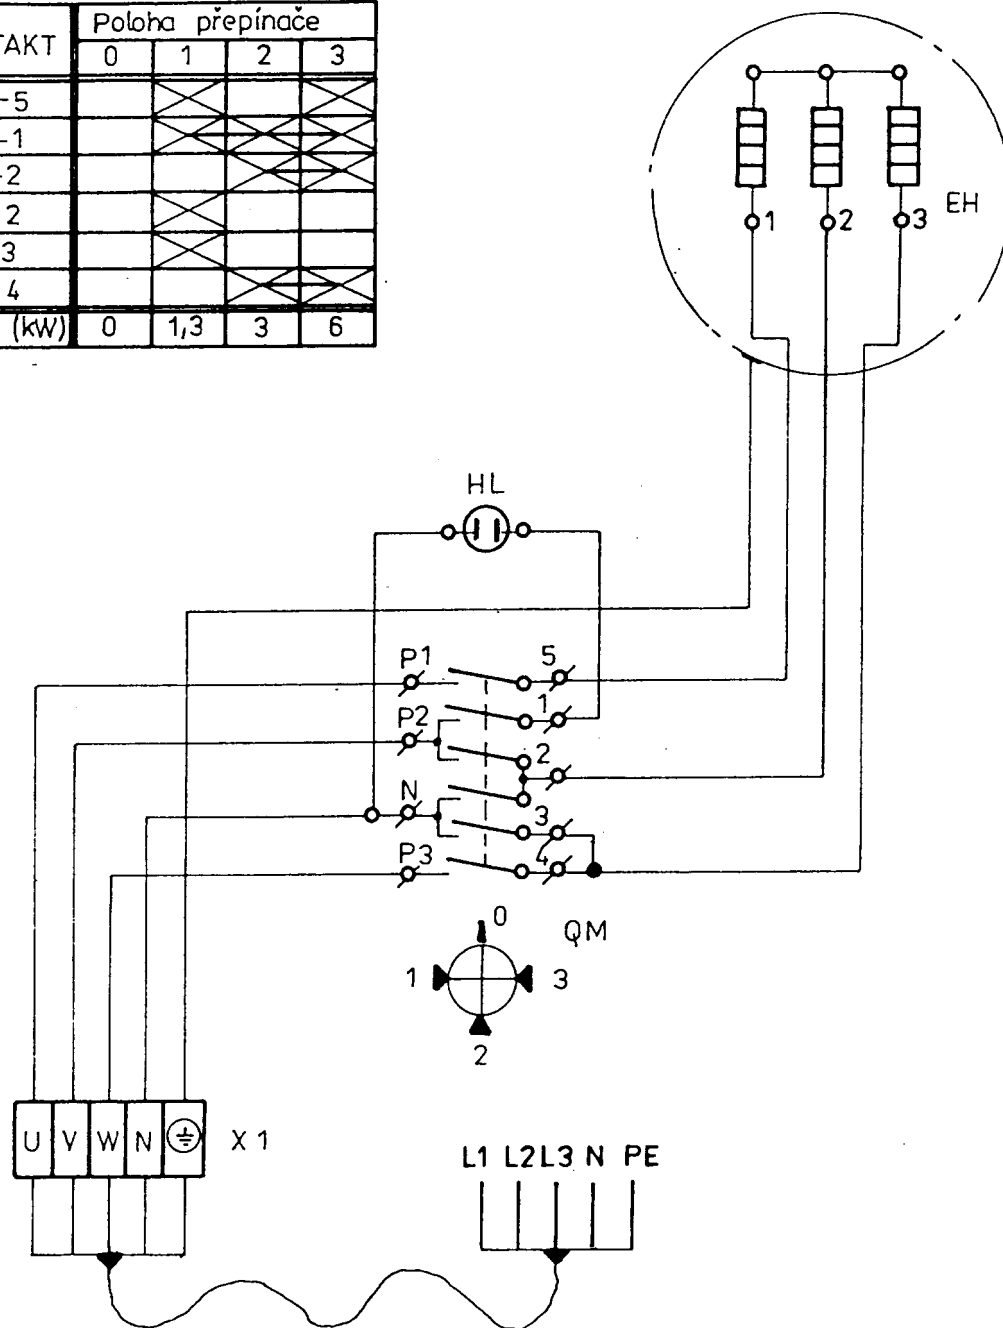 Poloha přepínače
TAKT 0 1 2 3
-5
-1
-2
2
3
4
(kW) 0 1,3 3 6
1 2 3 EH
HL
P1 5
P2 1
2
N
3
P3 4
0 QM
1 3
2
U V W N X1
L1 L2 L3 N PE